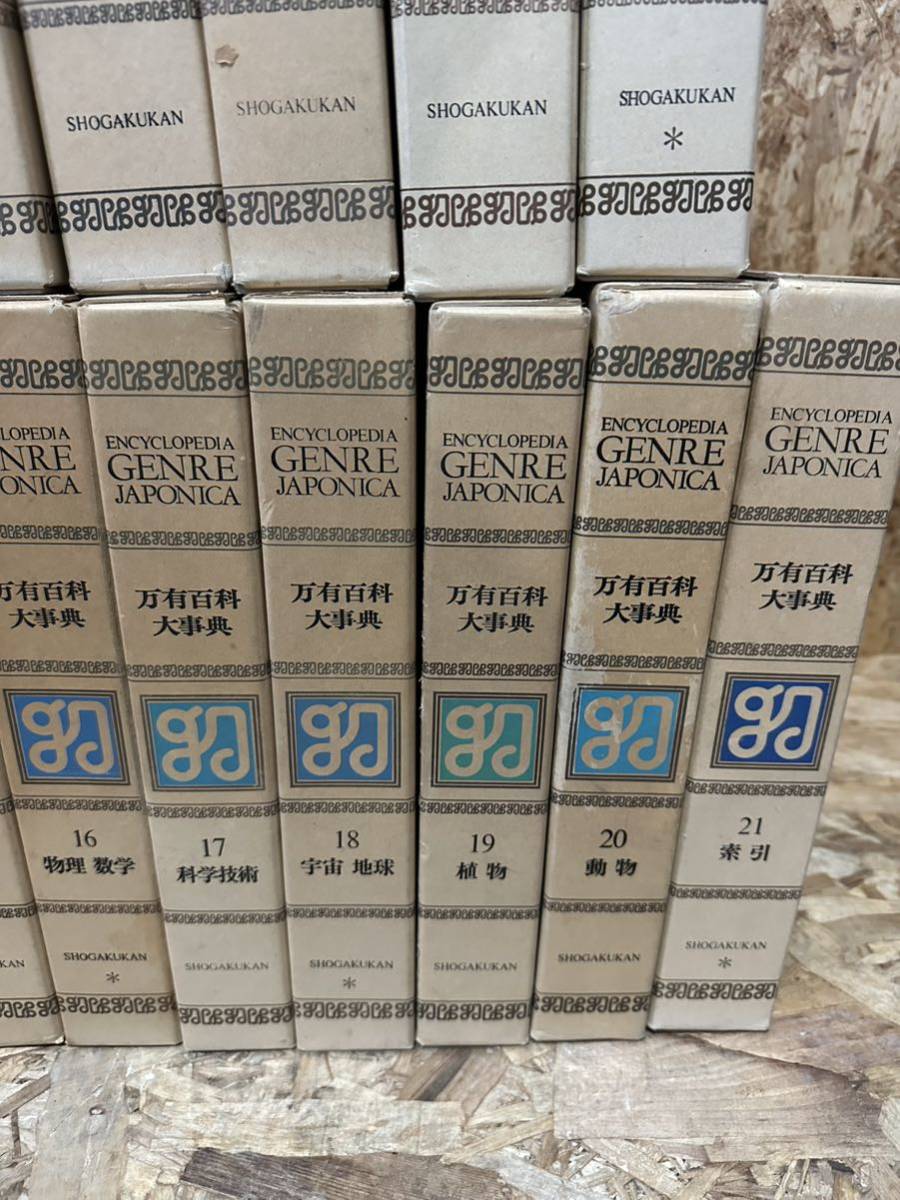 SHOGAKUKAN
SHOGAKUKAN
SHOGAKUKAN
SHOGAKUKAN
*
万有百科
大事典
16
物理 数学
SHOGAKUKAN
*
ENCYCLOPEDIA
GENRE
JAPONICA
万有百科
大事典
17
科学技術
SHOGAKUKAN
ENCYCLOPEDIA
GENRE
JAPONICA
万有百科
大事典
18
宇宙 地球
SHOGAKUKAN
*
ENCYCLOPEDIA
GENRE
JAPONICA
万有百科
大事典
19
植物
SHOGAKUKAN
ENCYCLOPEDIA
GENRE
JAPONICA
万有百科
大事典
20
動物
SHOGAKUKAN
ENCYCLOPEDIA
GENRE
JAPONICA
万有百科
大事典
21
索引
SHOGAKUKAN
*